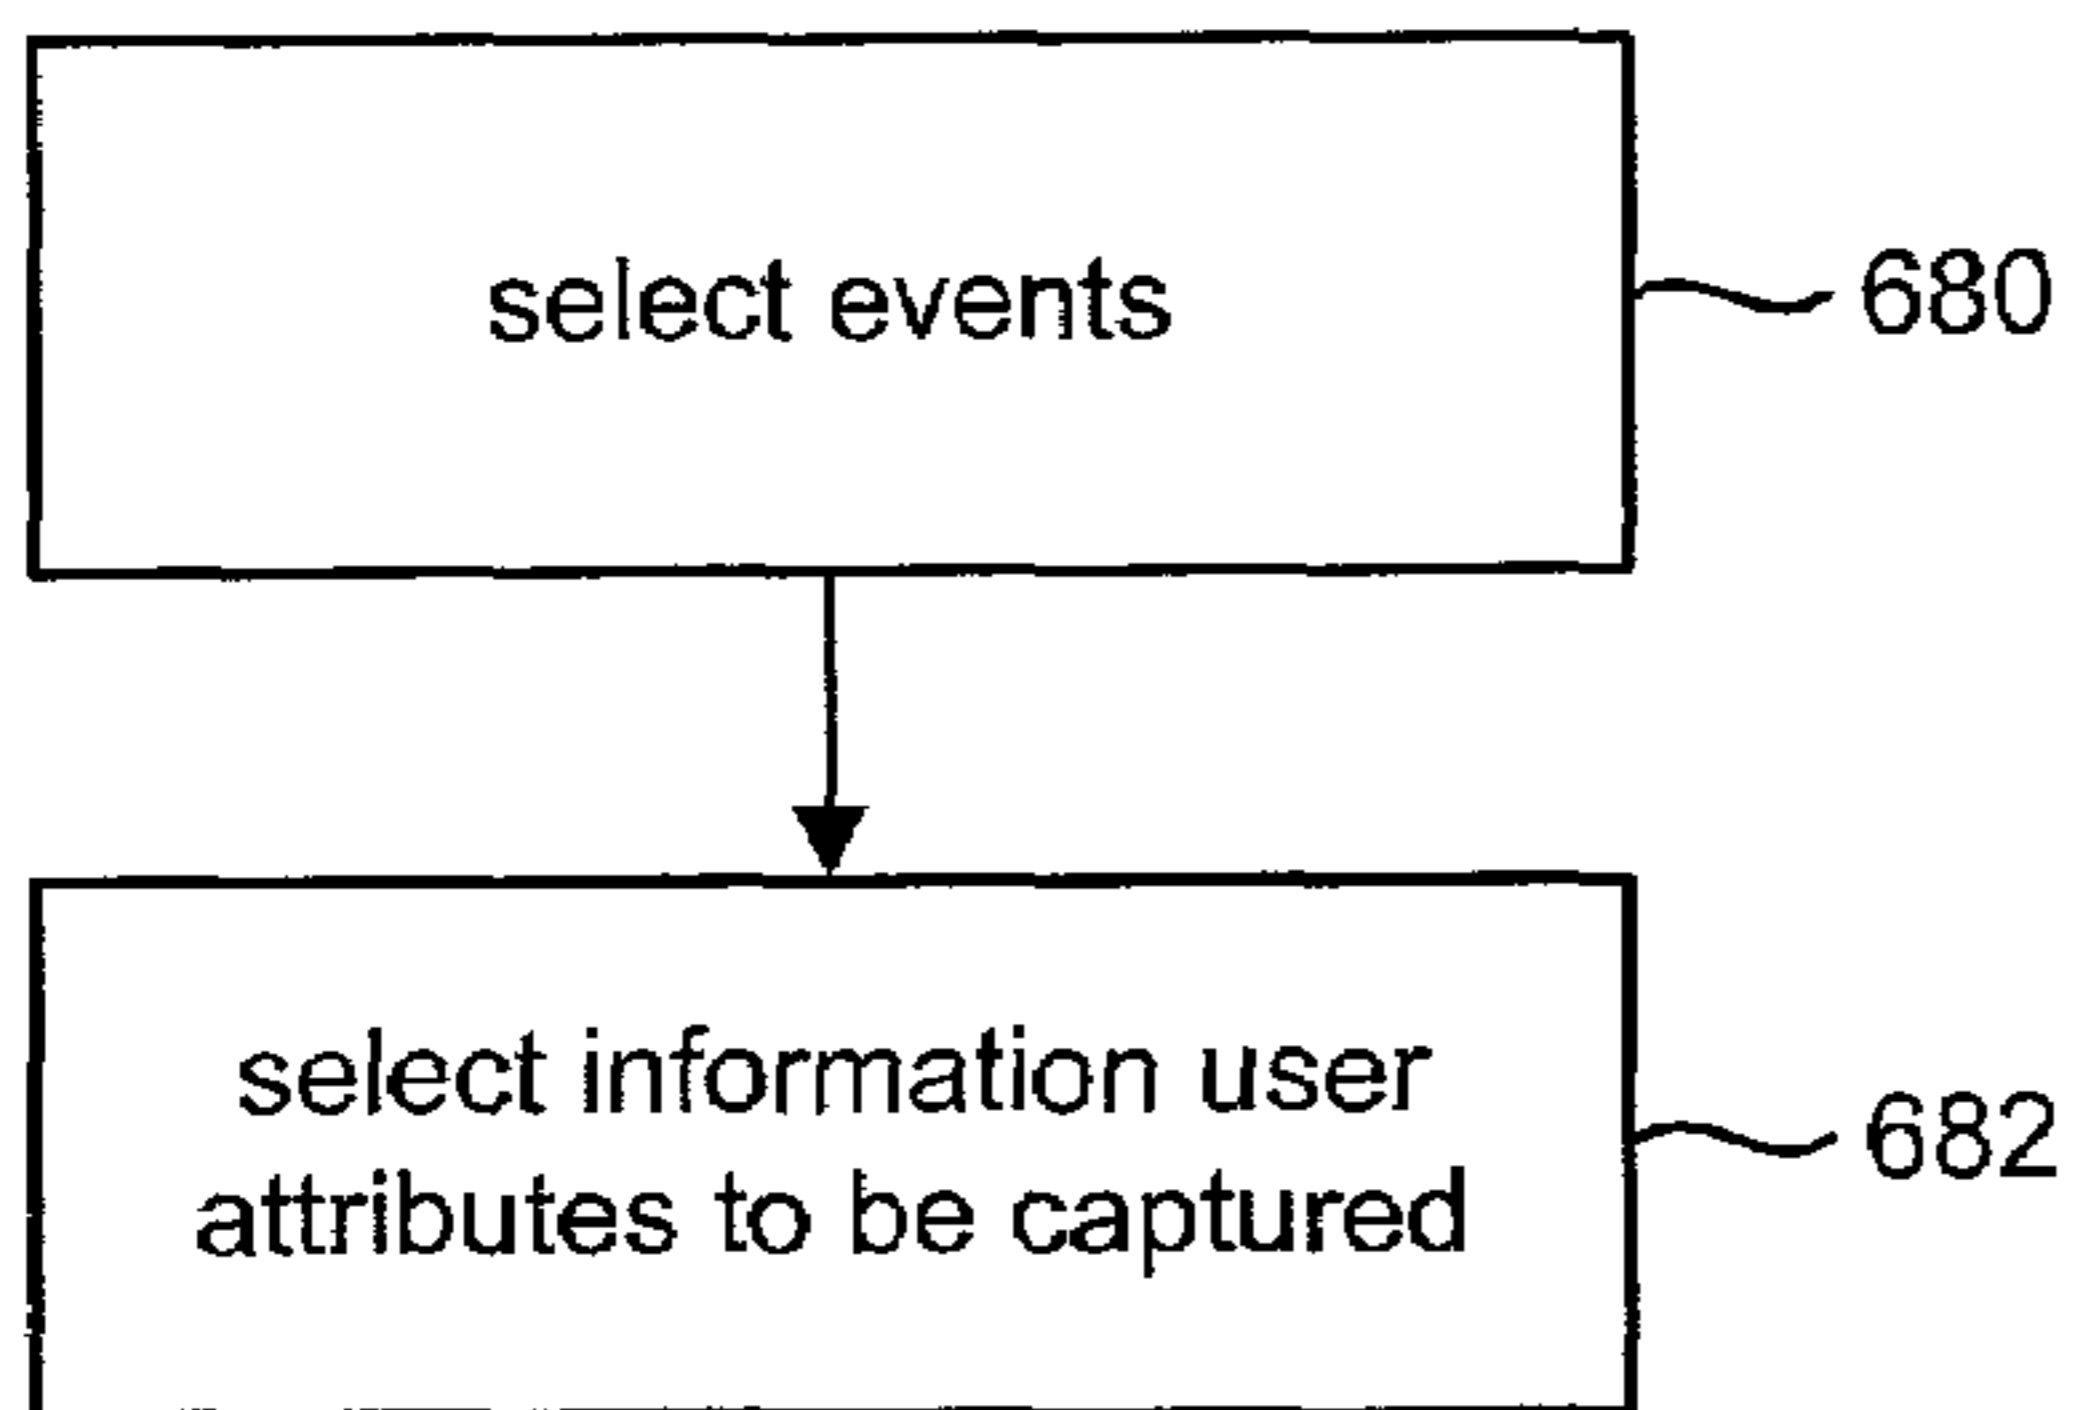 select events
680
select information user
attributes to be captured
682